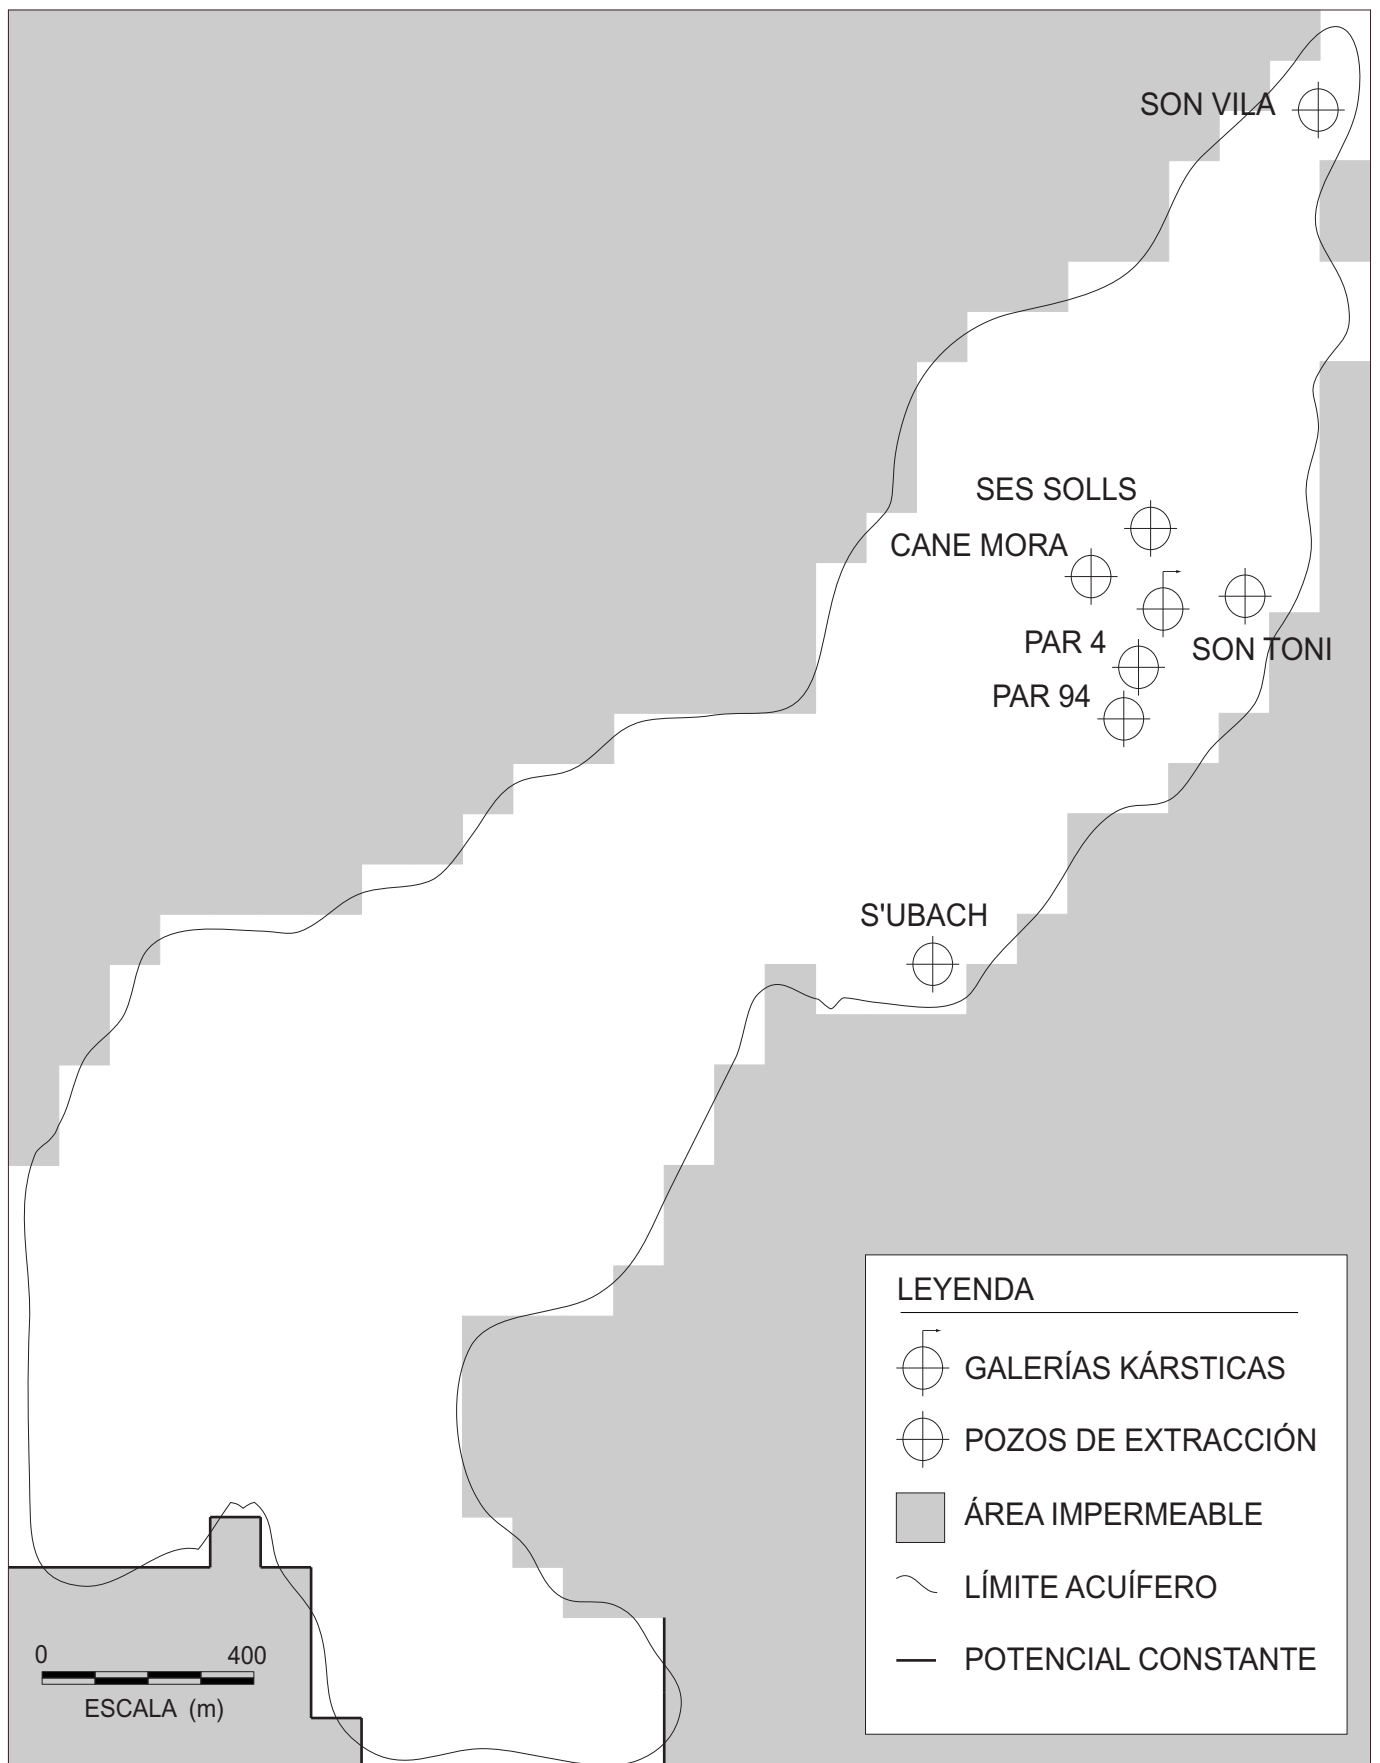 SON VILA
SES SOLLS
CANE MORA
PAR 4
SON TONI
PAR 94
S'UBACH
LEYENDA
GALERÍAS KÁRSTICAS
POZOS DE EXTRACCIÓN
ÁREA IMPERMEABLE
LÍMITE ACUÍFERO
POTENCIAL CONSTANTE
0 400
ESCALA (m)